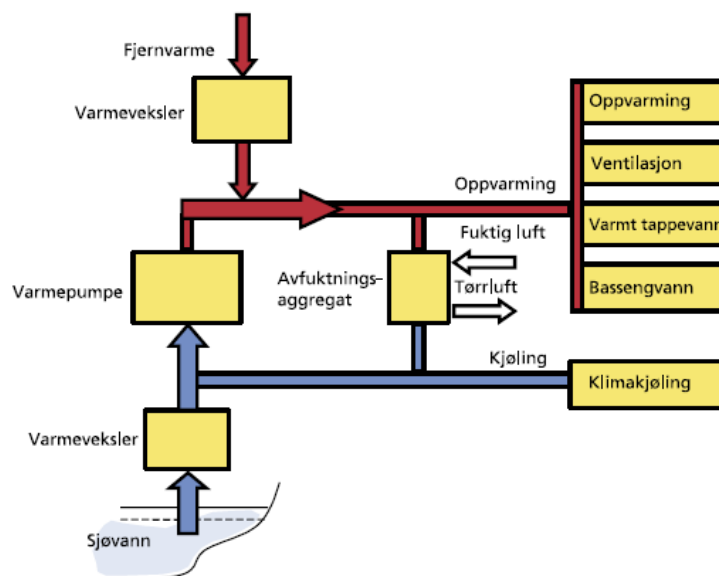 Fjernvarme
Varmeveksler
Oppvarming
Ventilasjon
Varmt tappevann
Bassengvann
Oppvarming
Fuktig luft
Avfuktnings-
aggregat
Tørrluft
Varmepumpe
Kjøling
Klimakjøling
Varmeveksler
Sjøvann